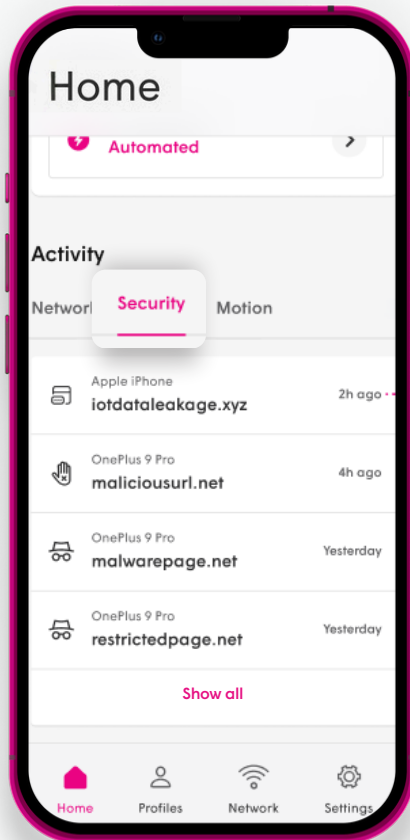 Home
Automated
Activity
Network Security Motion
Apple iPhone
iotdataleakage.xyz
2h ago
OnePlus 9 Pro
maliciousurl.net
4h ago
OnePlus 9 Pro
malwarepage.net
Yesterday
OnePlus 9 Pro
restrictedpage.net
Yesterday
Show all
Home Profiles Network Settings